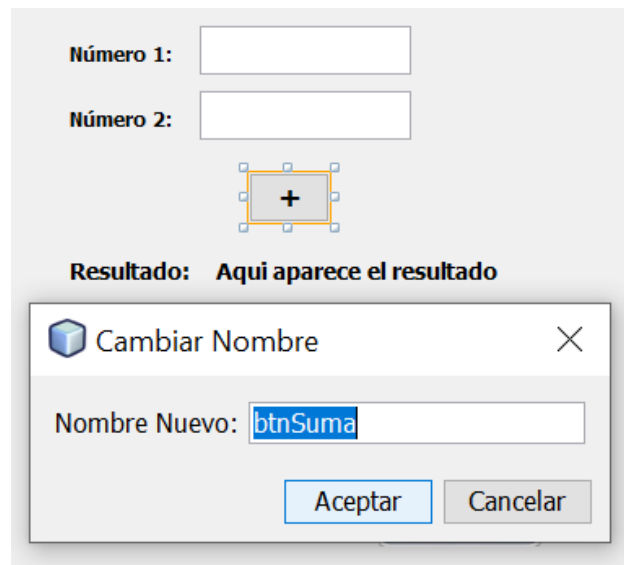 Número 1:
Número 2:
+
Resultado: Aqui aparece el resultado
Cambiar Nombre
Nombre Nuevo: btnSuma
Aceptar Cancelar